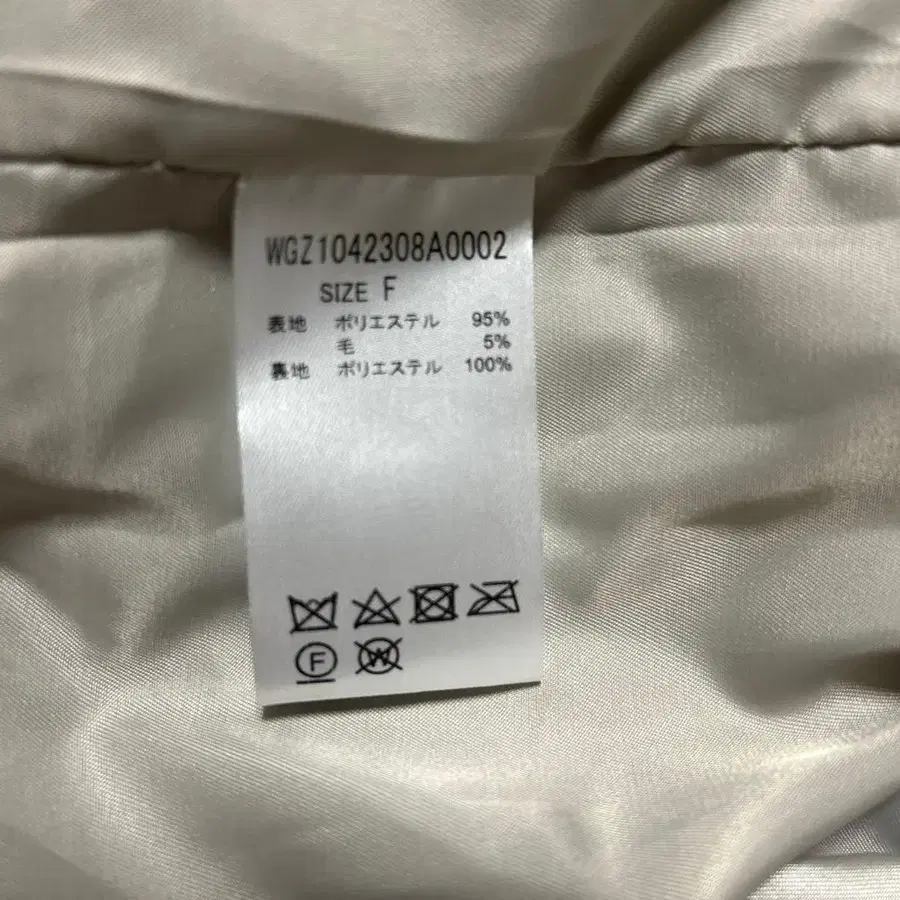 WGZ1042308A0002
SIZE F
表地 ポリエステル 95%
毛 5%
裏地 ポリエステル 100%
F
W